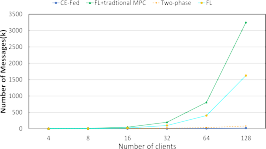 CE-Fed FL+tradtional MPC Two-phase FL
3500
3000
2500
2000
1500
1000
500
0
Number of Messages(k)
4 8 16 32 64 128
Number of clients